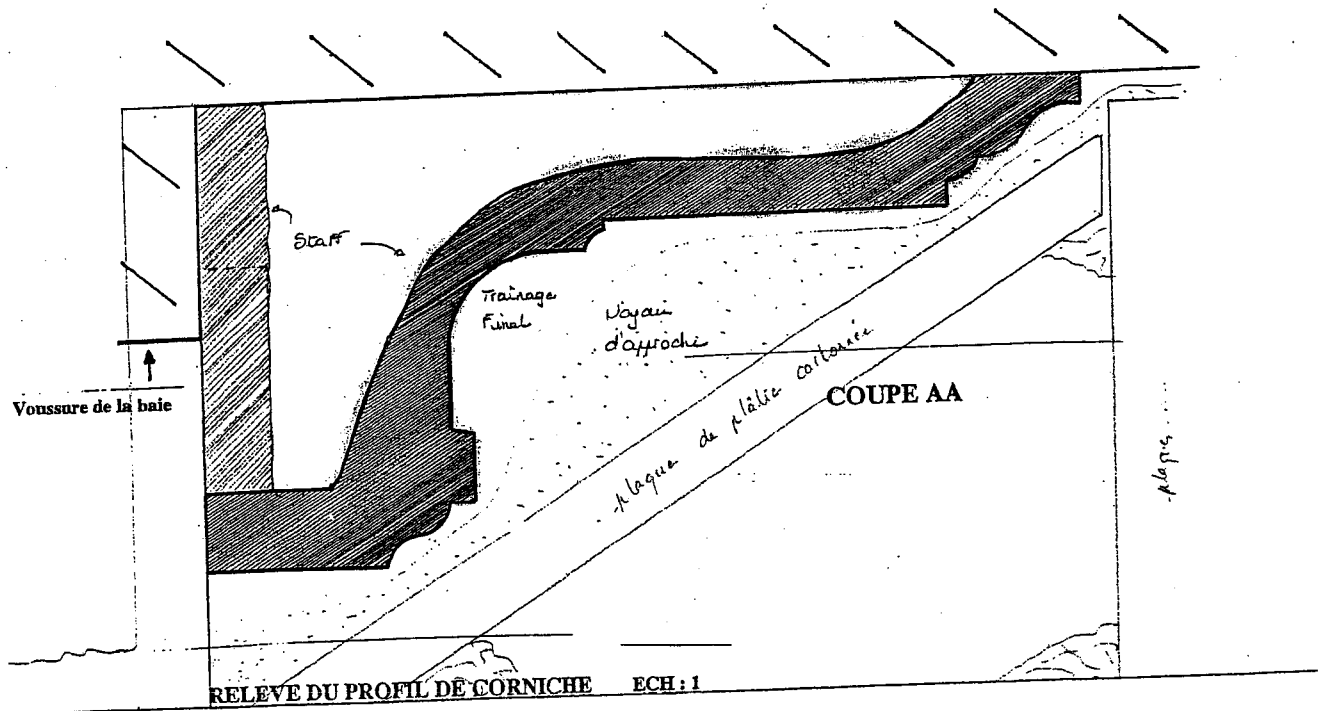 Staff
Trainage
Final
Noyau
d'approche
Voussure de la baie
COUPE AA
plaque de plâtre cartonnée
plaques
RELEVE DU PROFIL DE CORNICHE ECH : 1